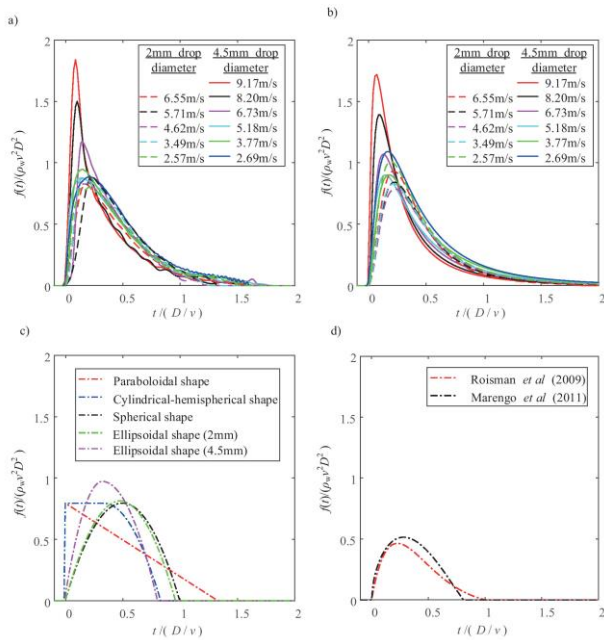 a)
b)
2mm drop diameter
4.5mm drop diameter
6.55m/s
5.71m/s
4.62m/s
3.49m/s
2.57m/s
9.17m/s
8.20m/s
6.73m/s
5.18m/s
3.77m/s
2.69m/s
2
1.5
1
0.5
0
f(t)/(ρwv²D²)
0 0.5 1 1.5 2
t/(D/v)
2mm drop diameter
4.5mm drop diameter
6.55m/s
5.71m/s
4.62m/s
3.49m/s
2.57m/s
9.17m/s
8.20m/s
6.73m/s
5.18m/s
3.77m/s
2.69m/s
2
1.5
1
0.5
0
f(t)/(ρwv²D²)
0 0.5 1 1.5 2
t/(D/v)
c)
d)
Paraboloidal shape
Cylindrical-hemispherical shape
Spherical shape
Ellipsoidal shape (2mm)
Ellipsoidal shape (4.5mm)
2
1.5
1
0.5
0
f(t)/(ρwv²D²)
0 0.5 1 1.5 2
t/(D/v)
Roisman et al (2009)
Marengo et al (2011)
2
1.5
1
0.5
0
f(t)/(ρwv²D²)
0 0.5 1 1.5 2
t/(D/v)